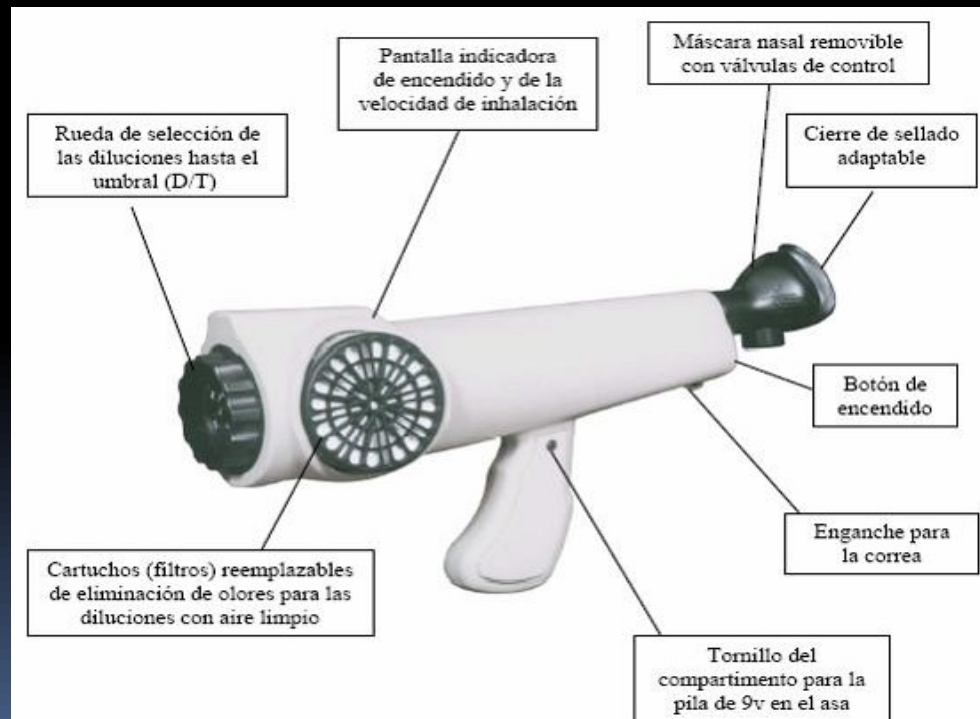 Pantalla indicadora
de encendido y de la
velocidad de inhalación
Máscara nasal removible
con válvulas de control
Rueda de selección de
las diluciones hasta el
umbral (D/T)
Cierre de sellado
adaptable
Botón de
encendido
Enganche para
la correa
Cartuchos (filtros) reemplazables
de eliminación de olores para las
diluciones con aire limpio
Tornillo del
compartimento para la
pila de 9v en el asa